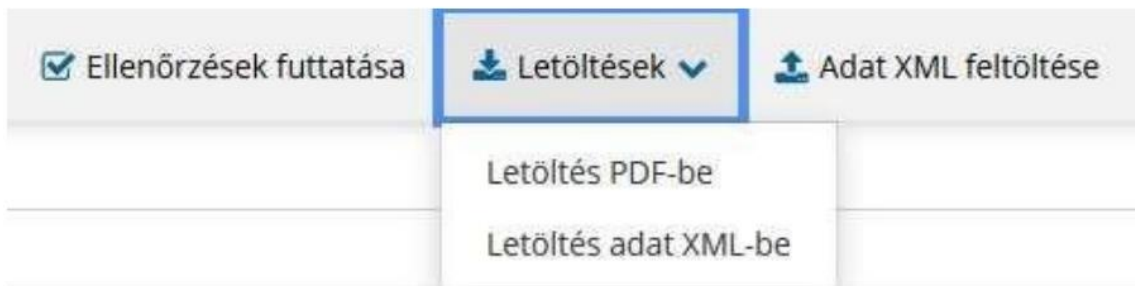 Ellenőrzések futtatása
Letöltések
Adat XML feltöltése
Letöltés PDF-be
Letöltés adat XML-be